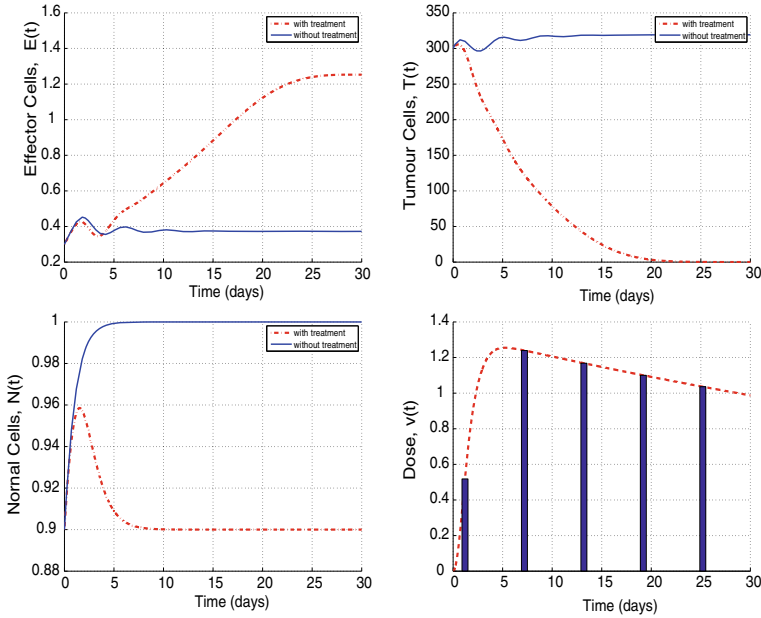 1.6
1.4
1.2
1
0.8
0.6
0.4
0.2
Effector Cells, E(t)
with treatment
without treatment
0 5 10 15 20 25 30
Time (days)
350
300
250
200
150
100
50
0
Tumour Cells, T(t)
with treatment
without treatment
0 5 10 15 20 25 30
Time (days)
1
0.98
0.96
0.94
0.92
0.9
0.88
Nornal Cells, N(t)
with treatment
without treatment
0 5 10 15 20 25 30
Time (days)
1.4
1.2
1
0.8
0.6
0.4
0.2
0
Dose, v(t)
0 5 10 15 20 25 30
Time (days)